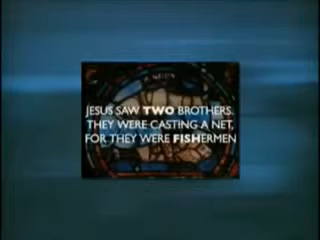 JESUS SAW TWO BROTHERS.
THEY WERE CASTING A NET,
FOR THEY WERE FISHERMEN